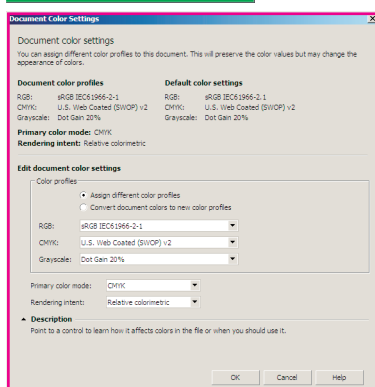 Document Color Settings
Document color settings
You can assign different color profiles to this document. This will preserve the color values but may change the
appearance of colors.
Document color profiles Default color settings
RGB: sRGB IEC61966-2-1 RGB: sRGB IEC61966-2.1
CMYK: U.S. Web Coated (SWOP) v2 CMYK: U.S. Web Coated (SWOP) v2
Grayscale: Dot Gain 20% Grayscale: Dot Gain 20%
Primary color mode: CMYK
Rendering intent: Relative colorimetric
Edit document color settings
Color profiles
Assign different color profiles
Convert document colors to new color profiles
RGB: sRGB IEC61966-2-1
CMYK: U.S. Web Coated (SWOP) v2
Grayscale: Dot Gain 20%
Primary color mode: CMYK
Rendering intent: Relative colorimetric
Description
Point to a control to learn how it affects colors in the file or when you should use it.
OK Cancel Help